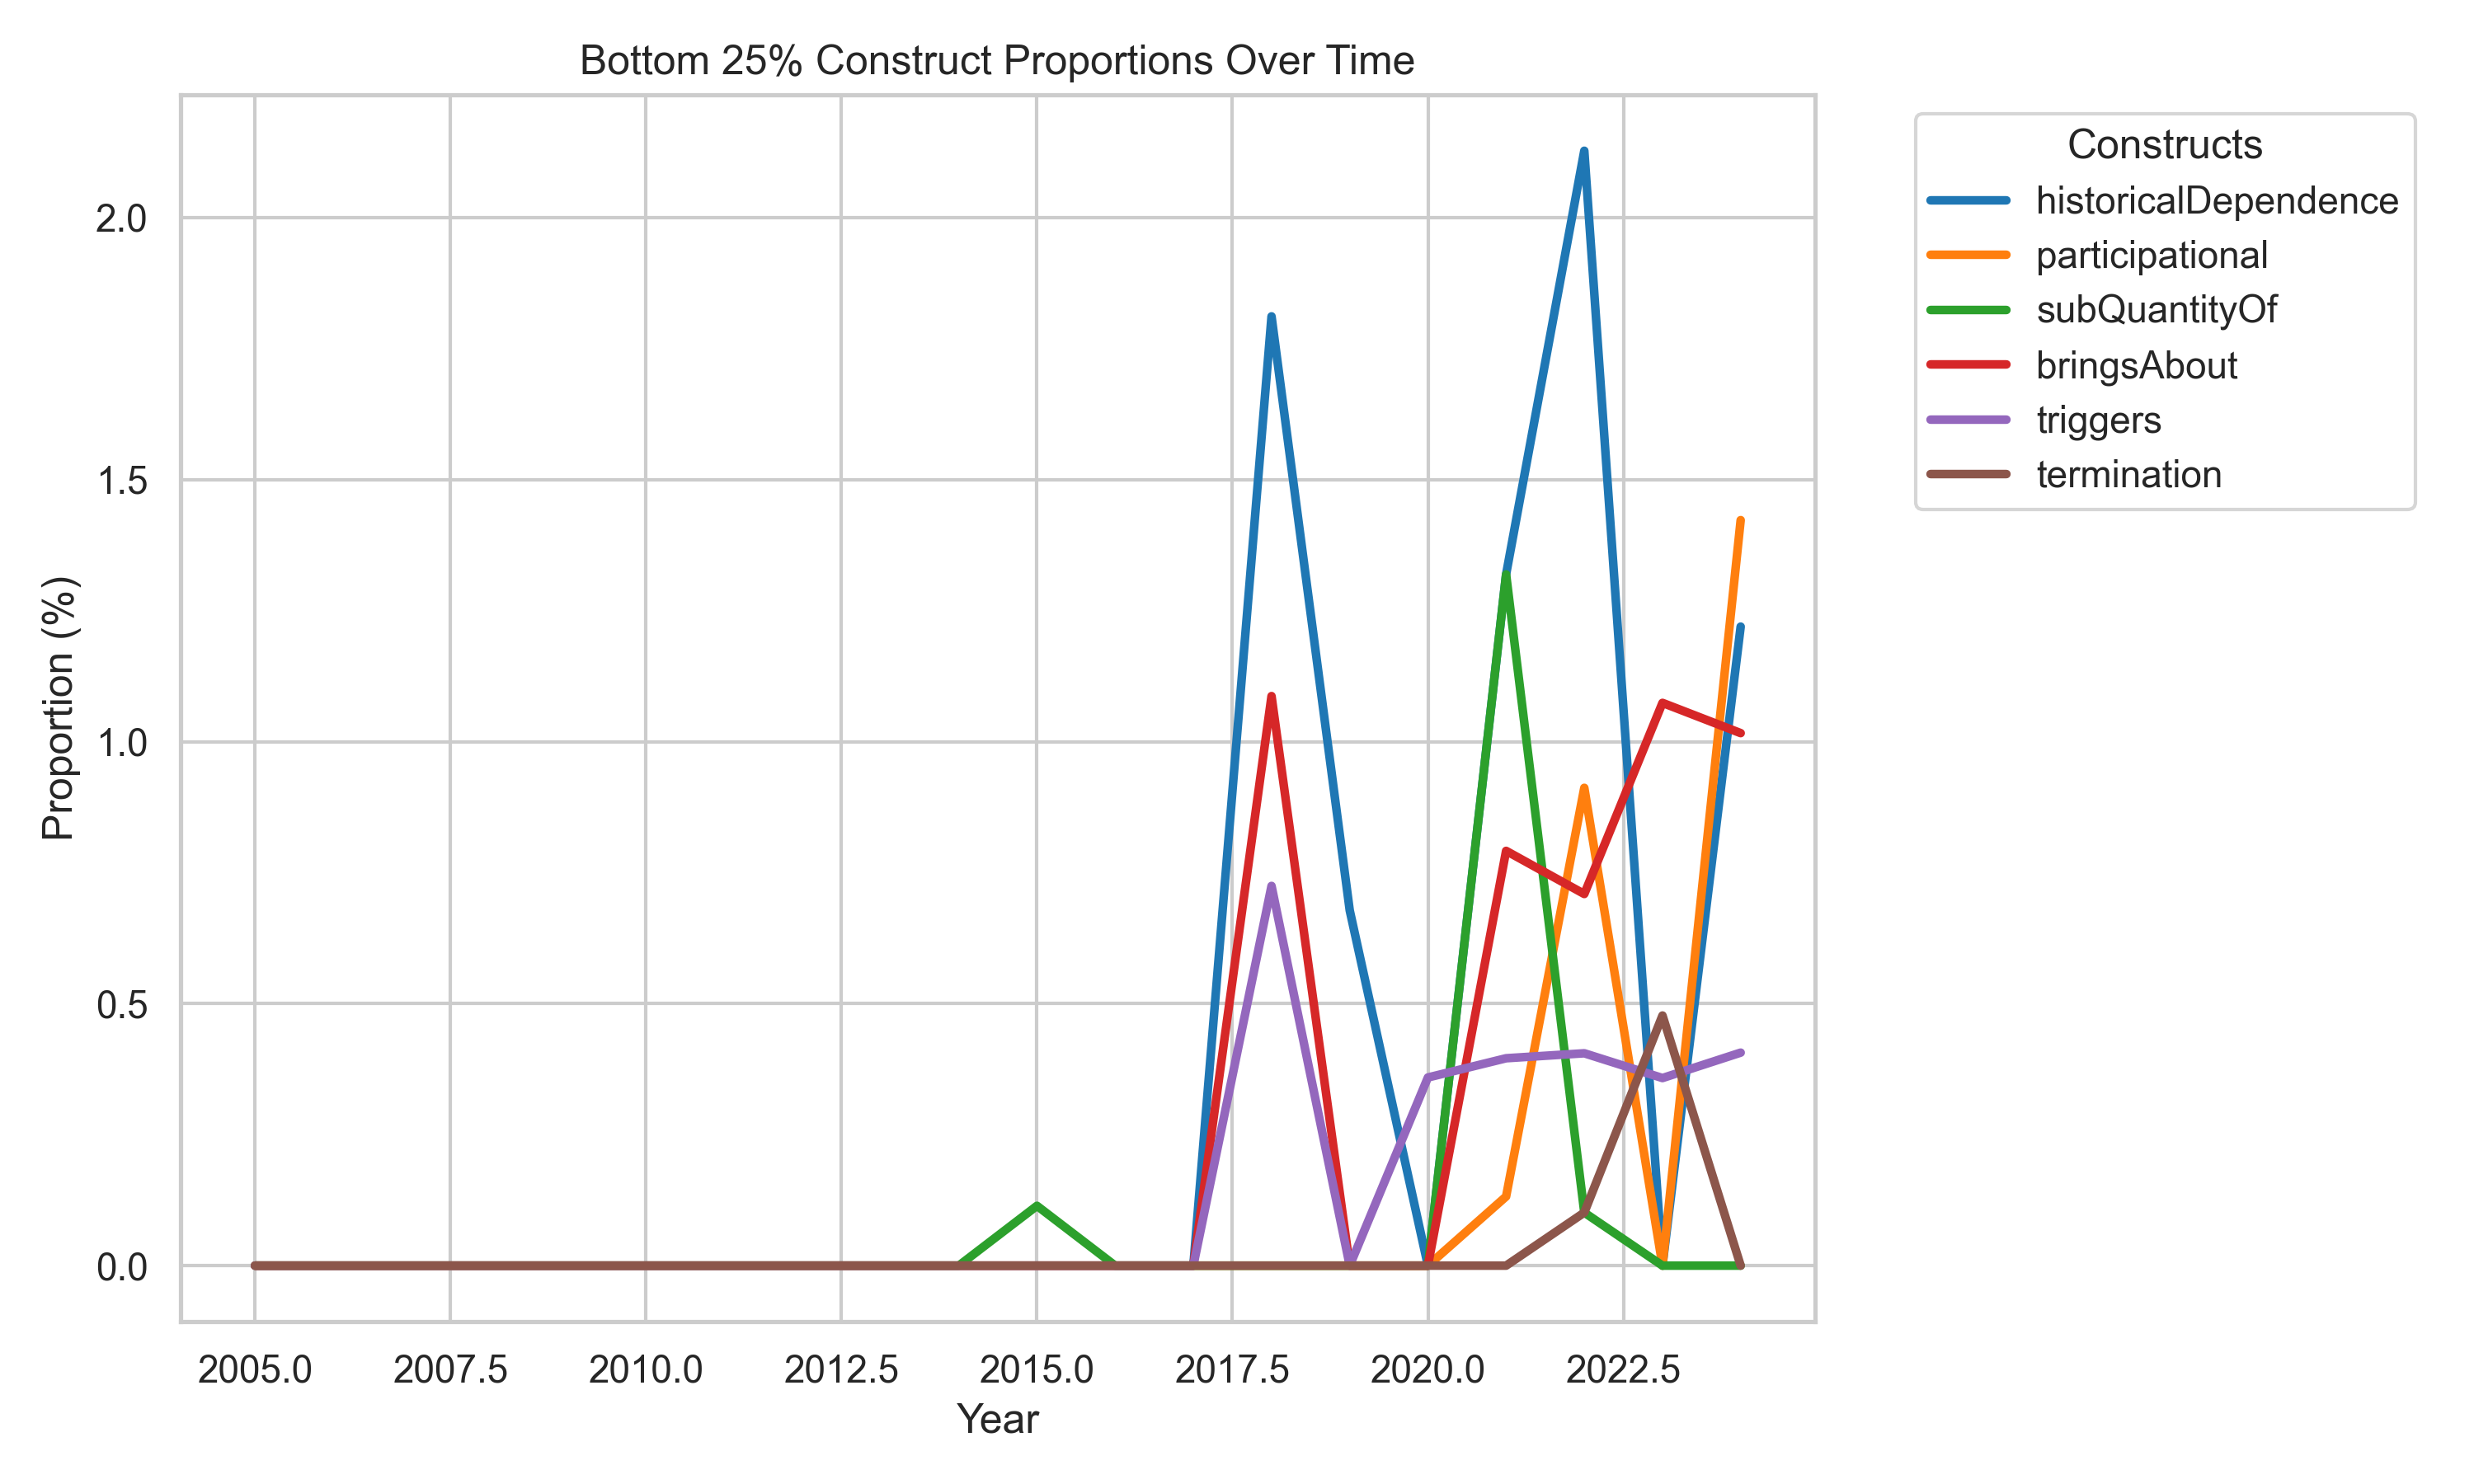 Bottom 25% Construct Proportions Over Time
Proportion (%)
2.0
1.5
1.0
0.5
0.0
2005.0 2007.5 2010.0 2012.5 2015.0 2017.5 2020.0 2022.5
Year
Constructs
historicalDependence
participational
subQuantityOf
bringsAbout
triggers
termination